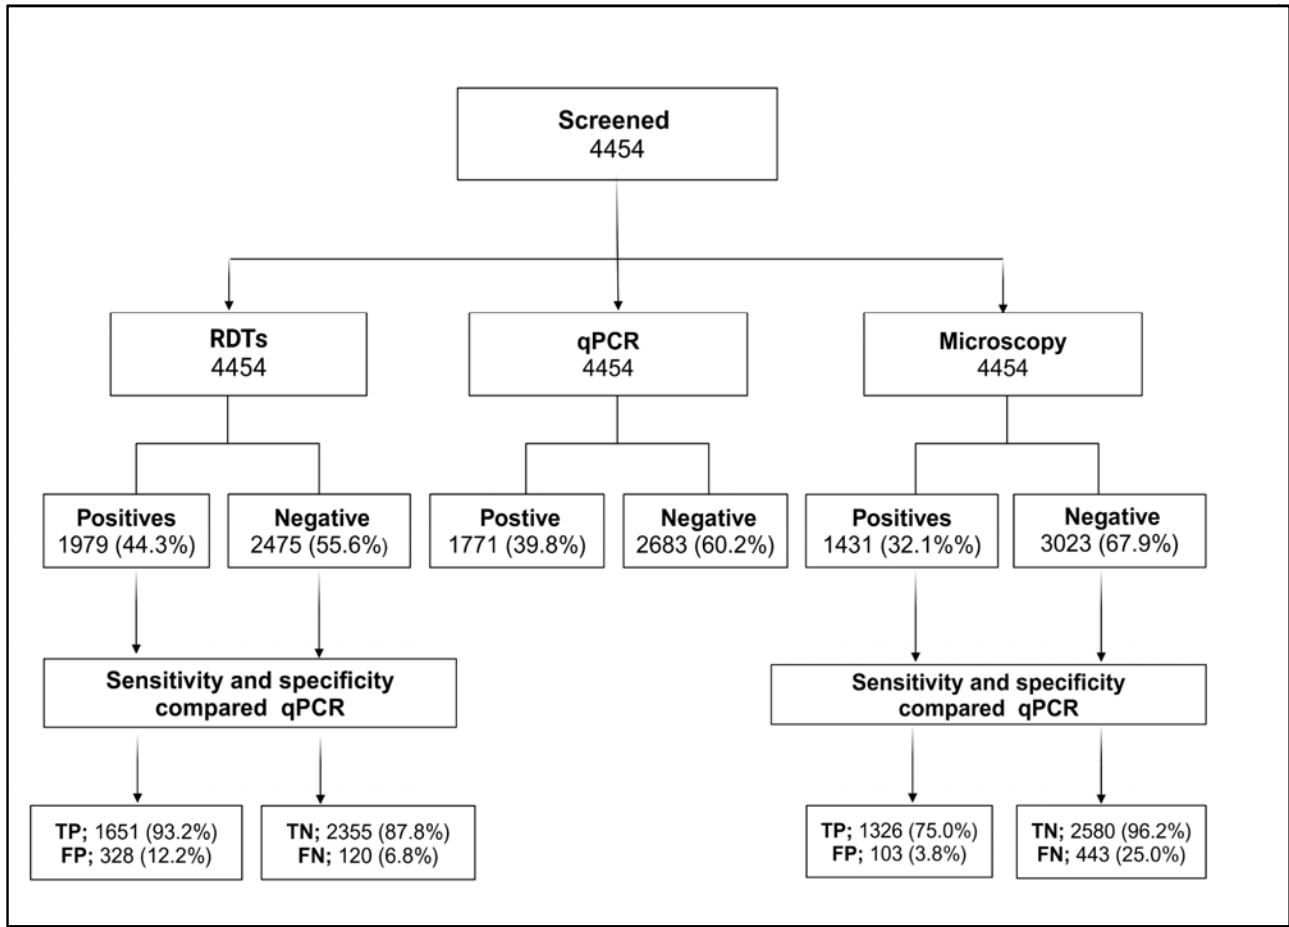 Screened
4454
RDTs
4454
qPCR
4454
Microscopy
4454
Positives
1979 (44.3%)
Negative
2475 (55.6%)
Postive
1771 (39.8%)
Negative
2683 (60.2%)
Positives
1431 (32.1%%)
Negative
3023 (67.9%)
Sensitivity and specificity
compared qPCR
Sensitivity and specificity
compared qPCR
TP; 1651 (93.2%)
FP; 328 (12.2%)
TN; 2355 (87.8%)
FN; 120 (6.8%)
TP; 1326 (75.0%)
FP; 103 (3.8%)
TN; 2580 (96.2%)
FN; 443 (25.0%)